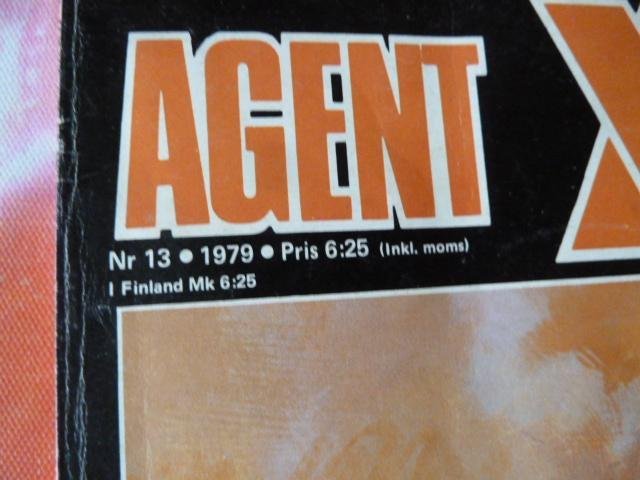 AGENT X
Nr 13 • 1979 • Pris 6:25 (Inkl. moms)
I Finland Mk 6:25